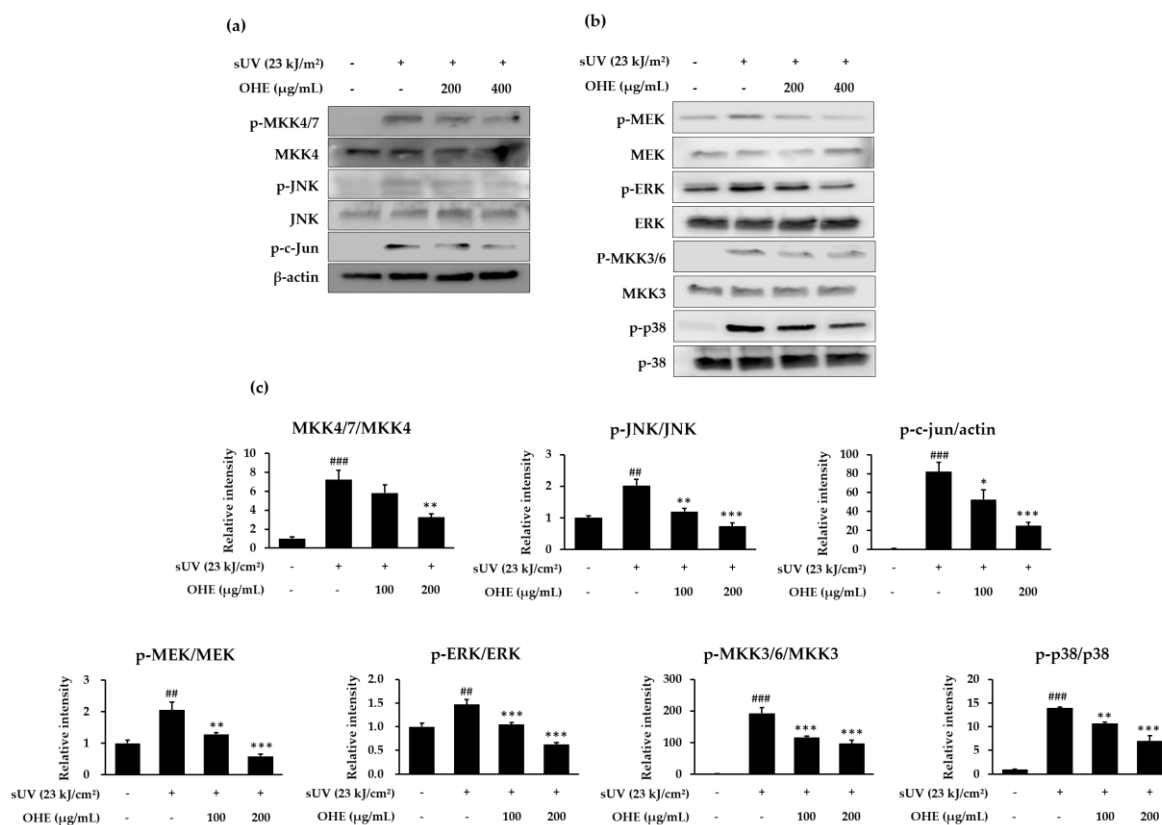 (a)
sUV (23 kJ/m²) - + + +
OHE (µg/mL) - - 200 400
p-MKK4/7
MKK4
p-JNK
JNK
p-c-Jun
β-actin
(b)
sUV (23 kJ/m²) - + + +
OHE (µg/mL) - - 200 400
p-MEK
MEK
p-ERK
ERK
P-MKK3/6
MKK3
p-p38
p-38
(c)
MKK4/7/MKK4
Relative intensity
10
8
6
4
2
0
###
**
sUV (23 kJ/cm²) - + + +
OHE (µg/mL) - - 100 200
p-JNK/JNK
Relative intensity
3
2
1
0
##
**
***
sUV (23 kJ/cm²) - + + +
OHE (µg/mL) - - 100 200
p-c-jun/actin
Relative intensity
100
80
60
40
20
0
###
*
***
sUV (23 kJ/cm²) - + + +
OHE (µg/mL) - - 100 200
p-MEK/MEK
Relative intensity
3
2
1
0
##
**
***
sUV (23 kJ/cm²) - + + +
OHE (µg/mL) - - 100 200
p-ERK/ERK
Relative intensity
2.0
1.5
1.0
0.5
0.0
##
***
***
sUV (23 kJ/cm²) - + + +
OHE (µg/mL) - - 100 200
p-MKK3/6/MKK3
Relative intensity
300
200
100
0
###
***
***
sUV (23 kJ/cm²) - + + +
OHE (µg/mL) - - 100 200
p-p38/p38
Relative intensity
20
15
10
5
0
###
**
***
sUV (23 kJ/cm²) - + + +
OHE (µg/mL) - - 100 200